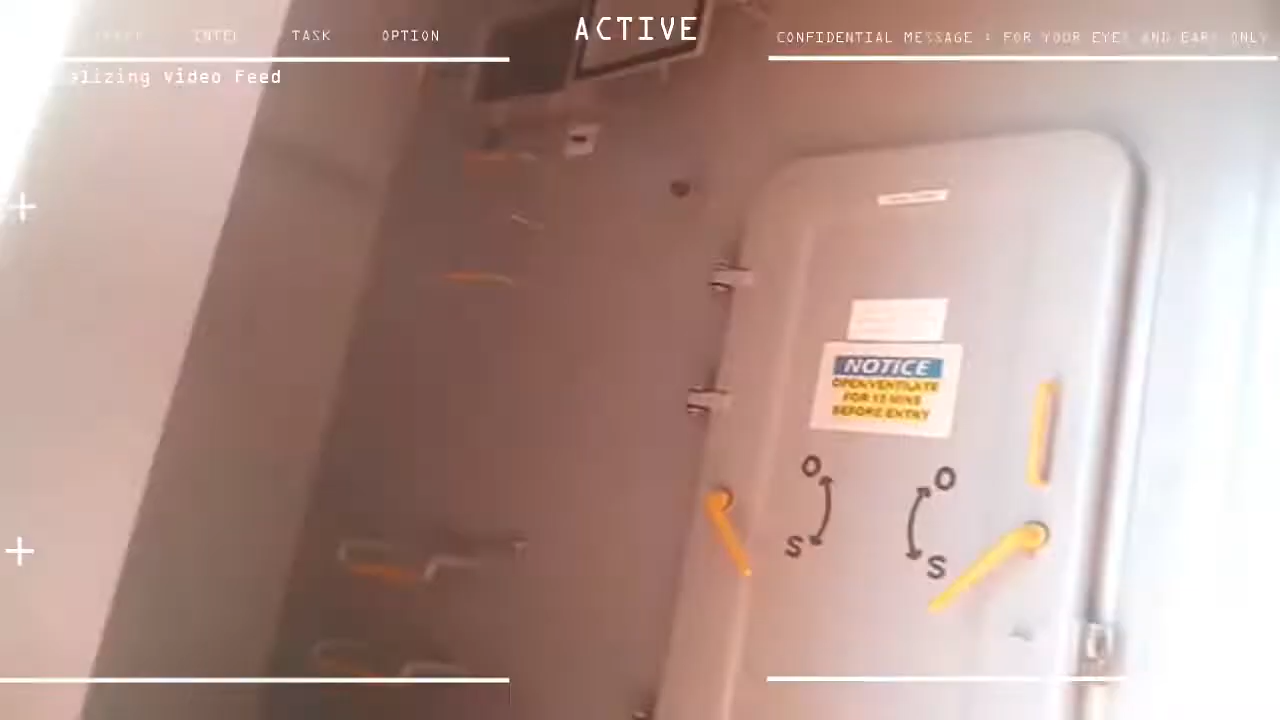 INTEL
TASK
OPTION
ACTIVE
CONFIDENTIAL MESSAGE : FOR YOUR EYES AND EARS ONLY
alizing video Feed
NOTICE
OPEN/VENTILATE
FOR 15 MINS
BEFORE ENTRY
O O
S S